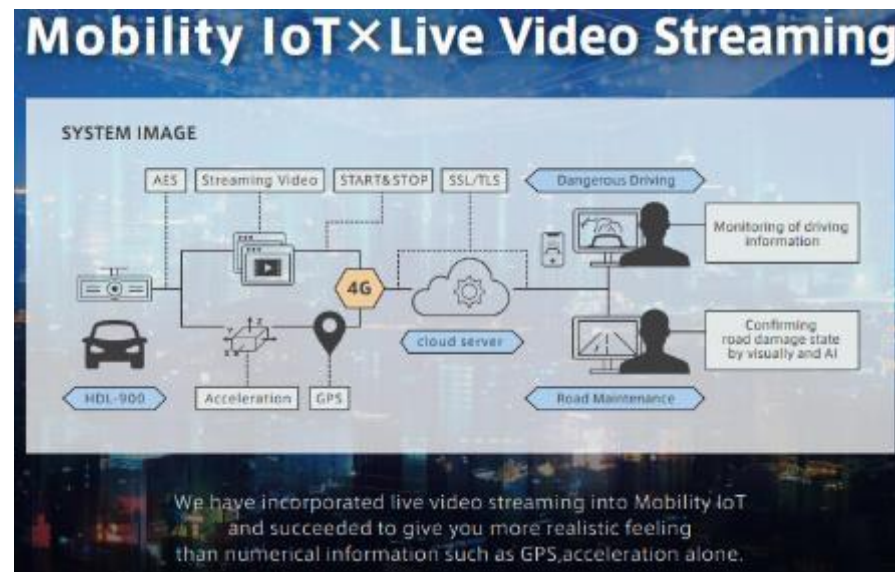 Mobility IoT×Live Video Streaming
SYSTEM IMAGE
AES
Streaming Video
START&STOP
SSL/TLS
Dangerous Driving
Monitoring of driving
information
4G
cloud server
Confirming
road damage state
by visually and AI
HDL-900
Acceleration
GPS
Road Maintenance
We have incorporated live video streaming into Mobility IoT
and succeeded to give you more realistic feeling
than numerical information such as GPS,acceleration alone.